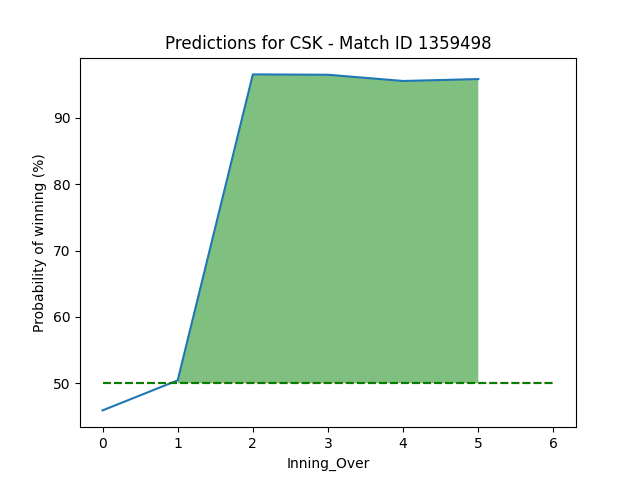 Predictions for CSK - Match ID 1359498
Probability of winning (%)
90
80
70
60
50
0 1 2 3 4 5 6
Inning_Over